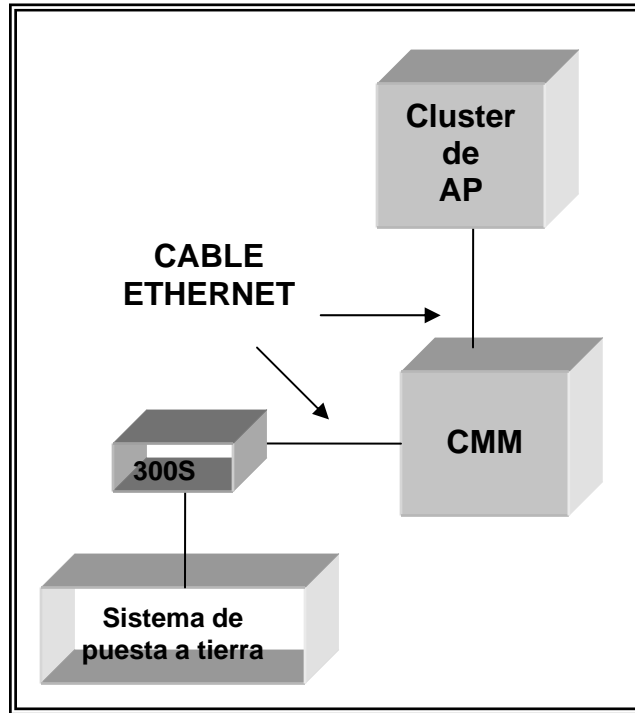 Cluster
de
AP
CABLE
ETHERNET
CMM
300S
Sistema de
puesta a tierra